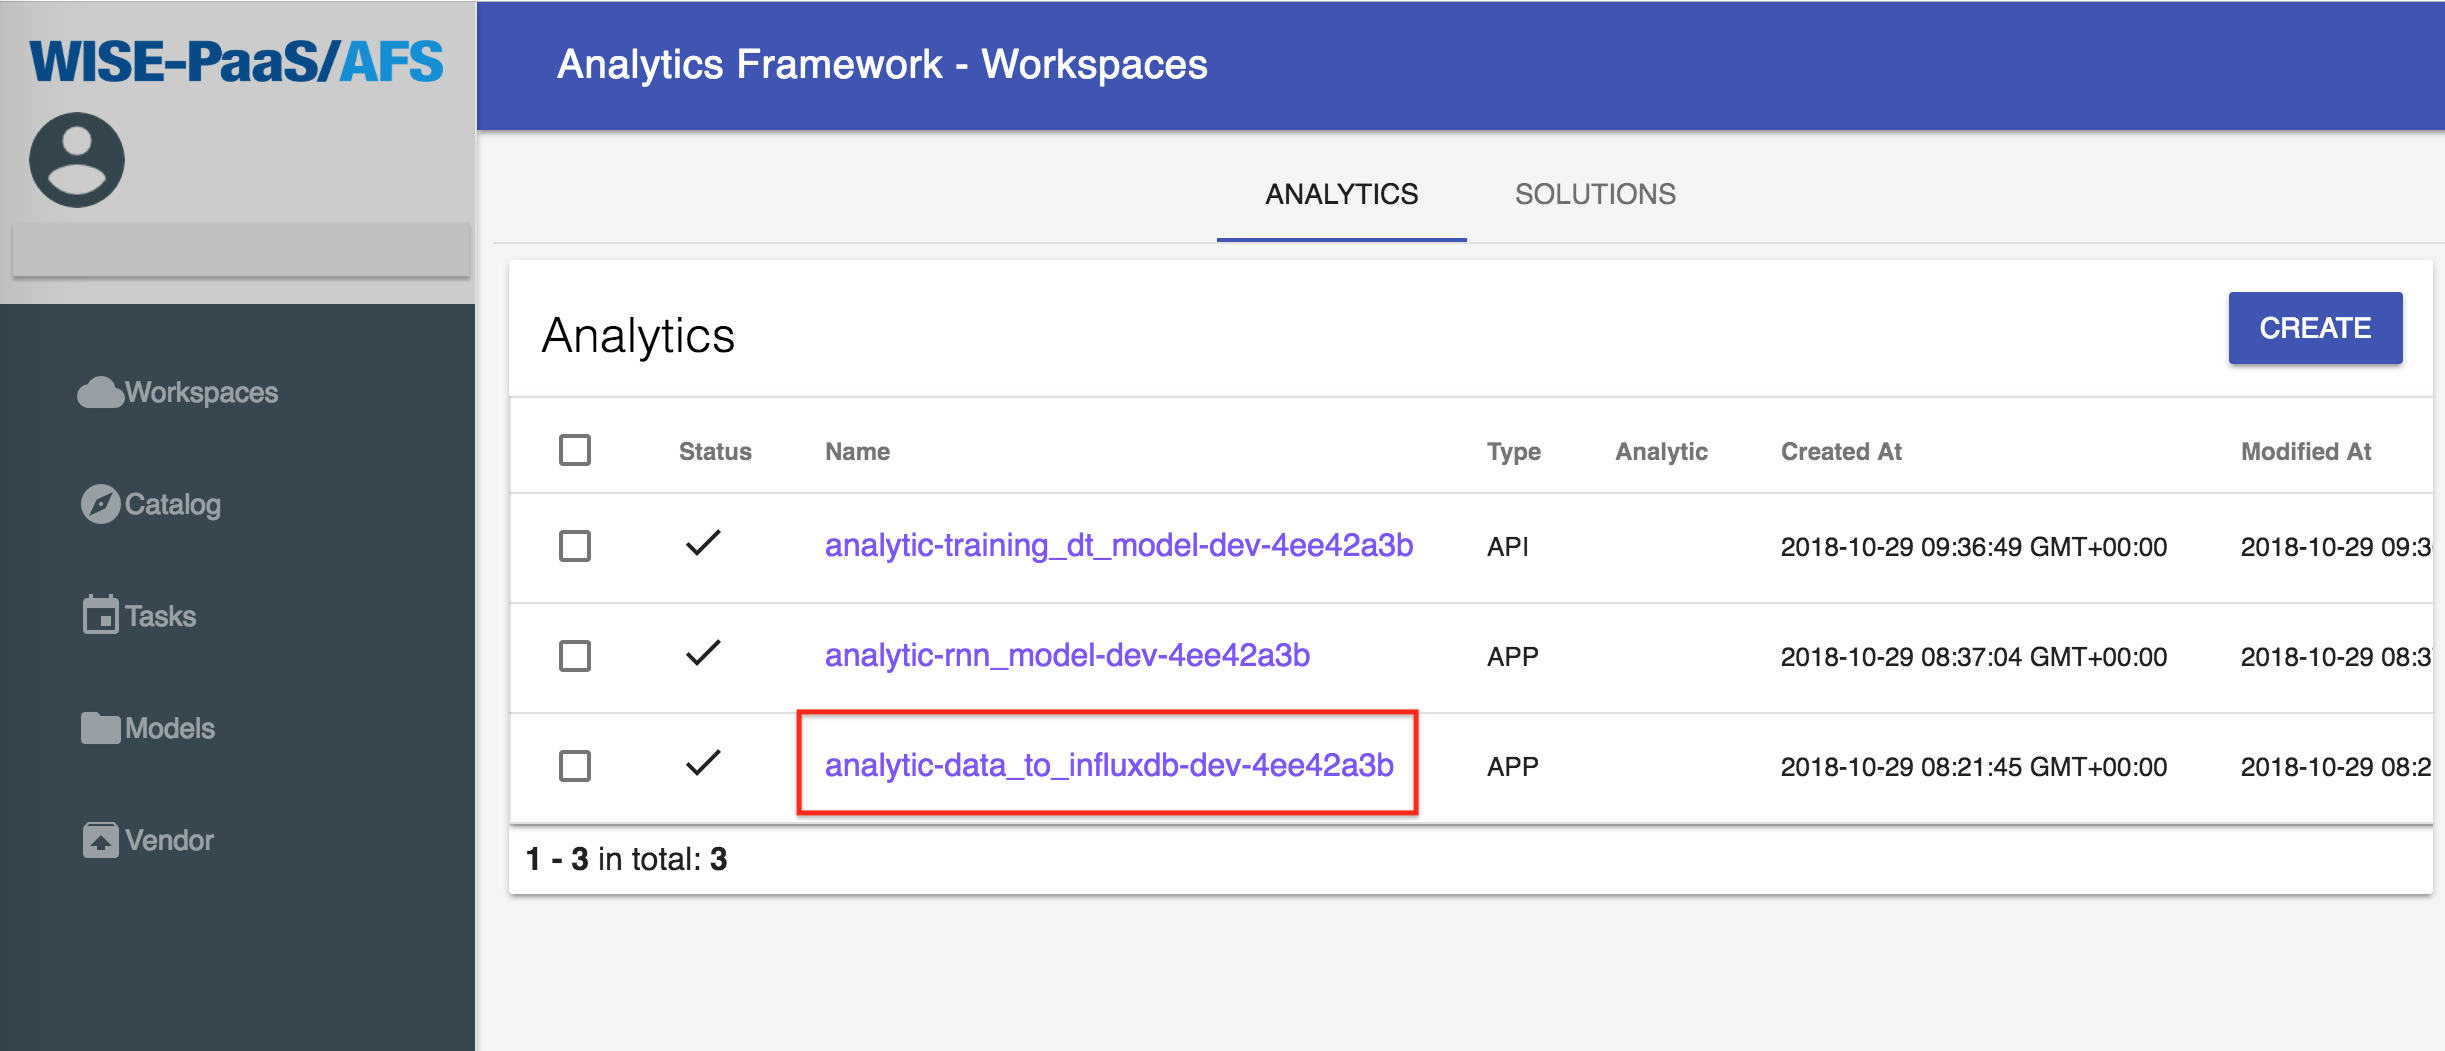 WISE-PaaS/AFS
Analytics Framework - Workspaces
ANALYTICS SOLUTIONS
Analytics
CREATE
Workspaces
Catalog
Tasks
Models
Vendor
Status Name Type Analytic Created At Modified At
analytic-training_dt_model-dev-4ee42a3b API 2018-10-29 09:36:49 GMT+00:00 2018-10-29 09:3
analytic-rnn_model-dev-4ee42a3b APP 2018-10-29 08:37:04 GMT+00:00 2018-10-29 08:3
analytic-data_to_influxdb-dev-4ee42a3b APP 2018-10-29 08:21:45 GMT+00:00 2018-10-29 08:2
1 - 3 in total: 3